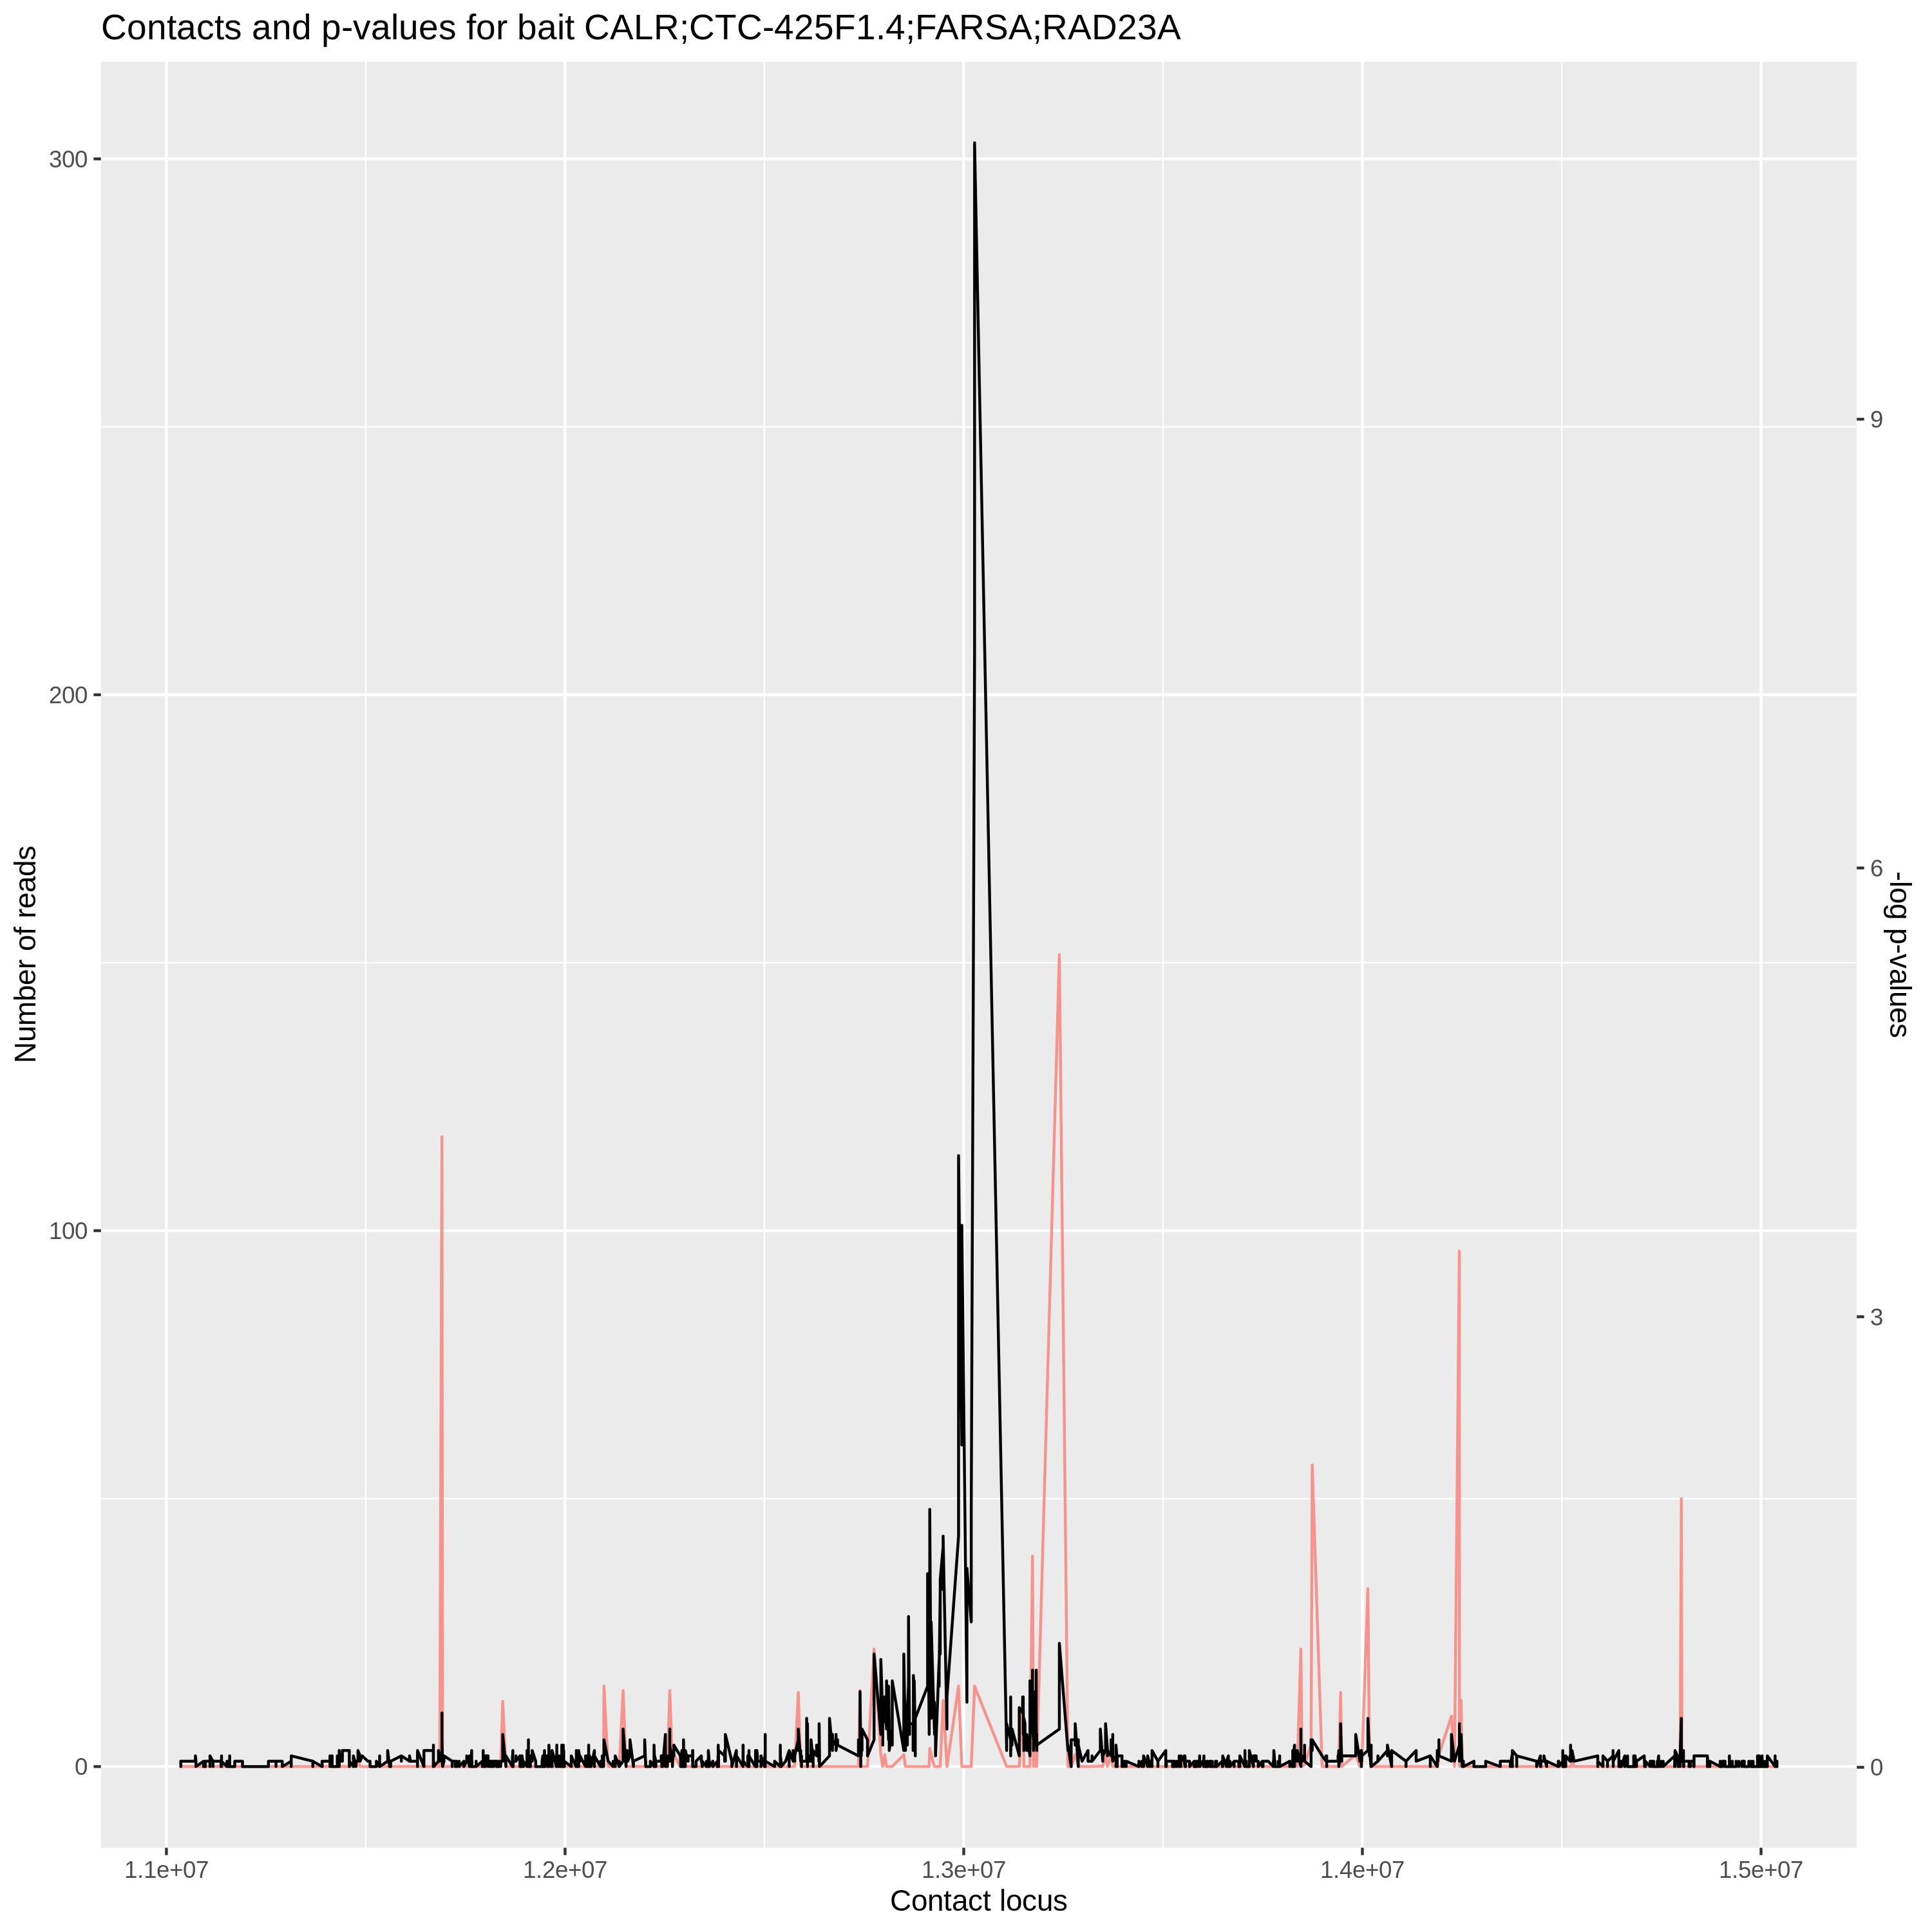 Contacts and p-values for bait CALR;CTC-425F1.4;FARSA;RAD23A
300
200
100
0
Number of reads
9
6
3
0
-log p-values
1.1e+07 1.2e+07 1.3e+07 1.4e+07 1.5e+07
Contact locus